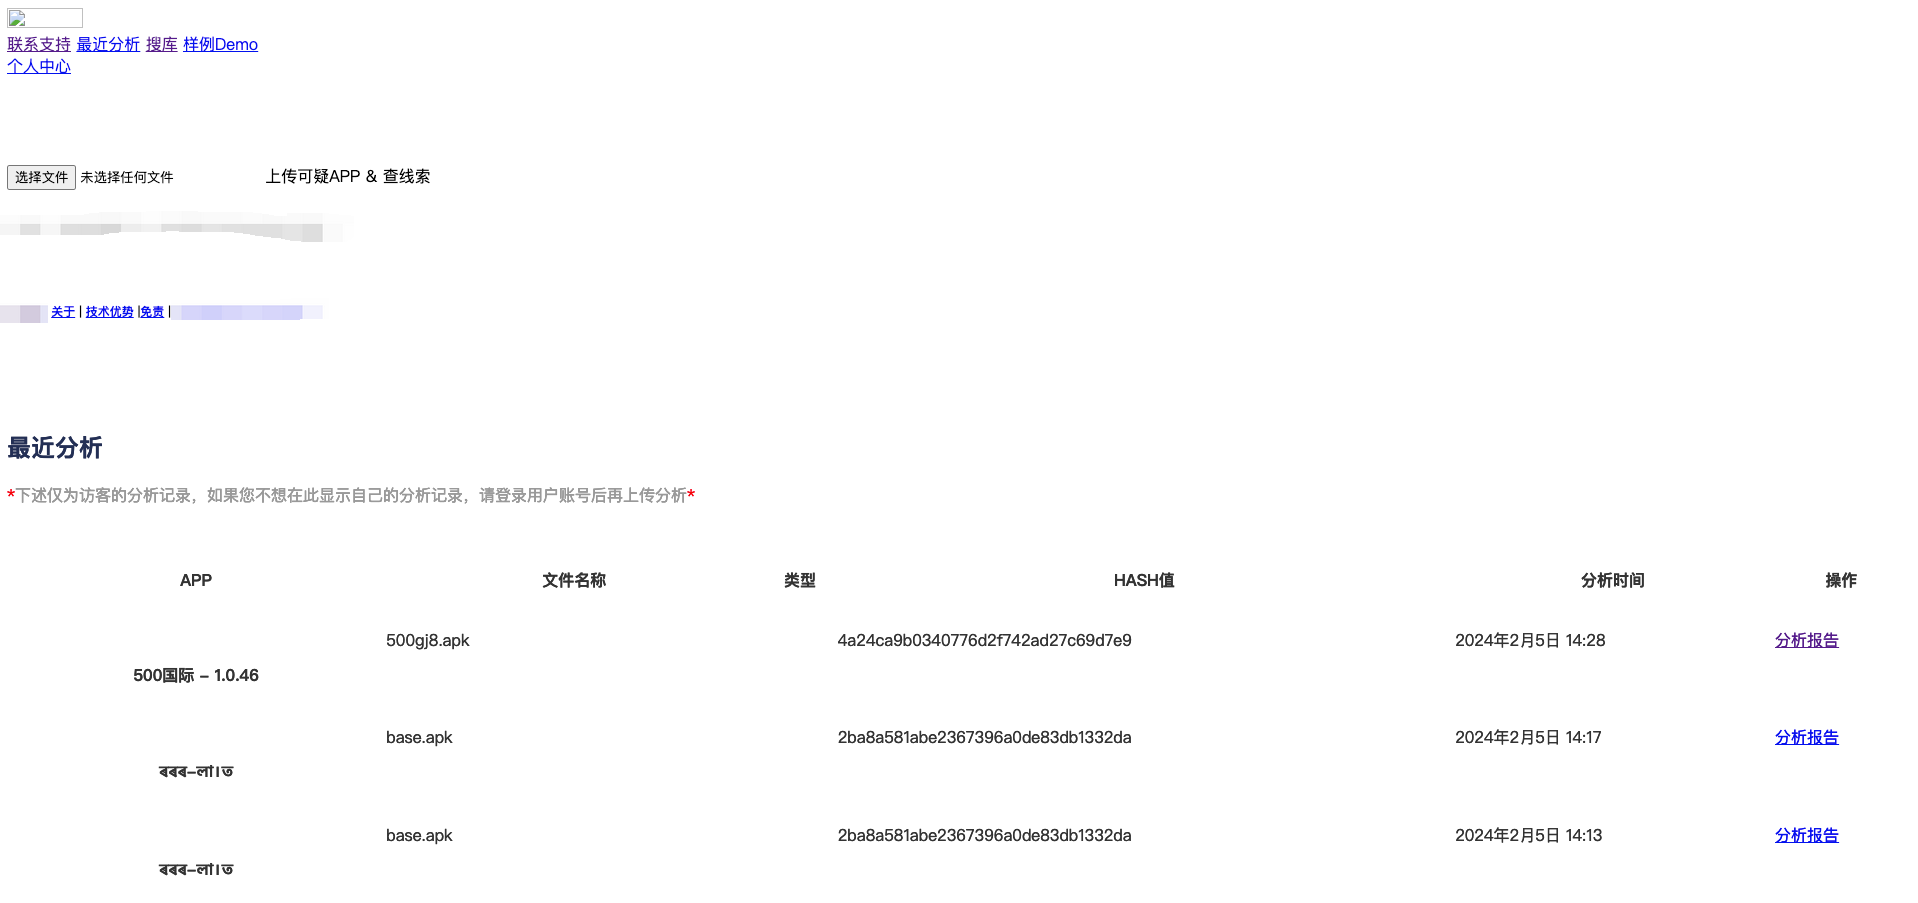 联系支持 最近分析 搜库 样例Demo
个人中心
选择文件 未选择任何文件 上传可疑APP & 查线索
关于 | 技术优势 |免责 |
最近分析
*下述仅为访客的分析记录，如果您不想在此显示自己的分析记录，请登录用户账号后再上传分析*
APP 文件名称 类型 HASH值 分析时间 操作
500gj8.apk 4a24ca9b0340776d2f742ad27c69d7e9 2024年2月5日 14:28 分析报告
500国际 – 1.0.46
base.apk 2ba8a581abe2367396a0de83db1332da 2024年2月5日 14:17 分析报告
base.apk 2ba8a581abe2367396a0de83db1332da 2024年2月5日 14:13 分析报告